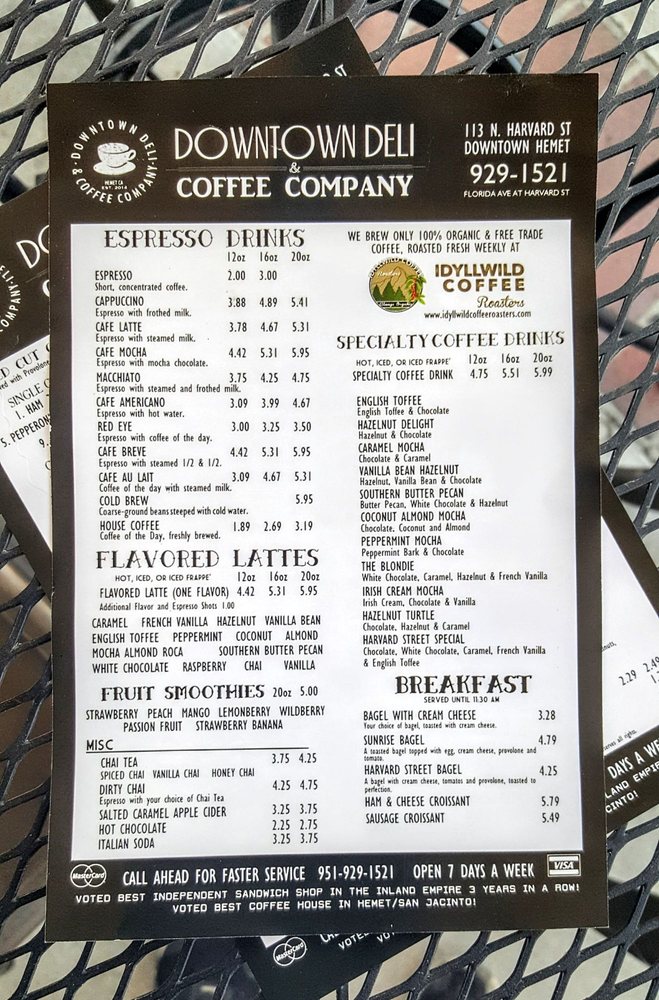 DOWNTOWN DELI
& COFFEE COMPANY
HEMET CA
EST. 2014
DOWNTOWN DELI
&
COFFEE COMPANY
113 N. HARVARD ST
DOWNTOWN HEMET
929-1521
FLORIDA AVE AT HARVARD ST
ESPRESSO DRINKS
12oz 16oz 20oz
ESPRESSO 2.00 3.00
Short, concentrated coffee.
CAPPUCCINO 3.88 4.89 5.41
Espresso with frothed milk.
CAFE LATTE 3.78 4.67 5.31
Espresso with steamed milk.
CAFE MOCHA 4.42 5.31 5.95
Espresso with mocha chocolate.
MACCHIATO 3.75 4.25 4.75
Espresso with steamed and frothed milk.
CAFE AMERICANO 3.09 3.99 4.67
Espresso with hot water.
RED EYE 3.00 3.25 3.50
Espresso with coffee of the day.
CAFE BREVE 4.42 5.31 5.95
Espresso with steamed 1/2 & 1/2.
CAFE AU LAIT 3.09 4.67 5.31
Coffee of the day with steamed milk.
COLD BREW 5.95
Coarse-ground beans steeped with cold water.
HOUSE COFFEE 1.89 2.69 3.19
Coffee of the Day, freshly brewed.
FLAVORED LATTES
HOT, ICED, OR ICED FRAPPE' 12oz 16oz 20oz
FLAVORED LATTE (ONE FLAVOR) 4.42 5.31 5.95
Additional Flavor and Espresso Shots 1.00
CARAMEL FRENCH VANILLA HAZELNUT VANILLA BEAN
ENGLISH TOFFEE PEPPERMINT COCONUT ALMOND
MOCHA ALMOND ROCA SOUTHERN BUTTER PECAN
WHITE CHOCOLATE RASPBERRY CHAI VANILLA
FRUIT SMOOTHIES 20oz 5.00
STRAWBERRY PEACH MANGO LEMONBERRY WILDBERRY
PASSION FRUIT STRAWBERRY BANANA
MISC
CHAI TEA 3.75 4.25
SPICED CHAI VANILLA CHAI HONEY CHAI
DIRTY CHAI 4.25 4.75
Espresso with your choice of Chai Tea
SALTED CARAMEL APPLE CIDER 3.25 3.75
HOT CHOCOLATE 2.25 2.75
ITALIAN SODA 3.25 3.75
WE BREW ONLY 100% ORGANIC & FREE TRADE
COFFEE, ROASTED FRESH WEEKLY AT
IDYLLWILD
COFFEE
Roasters
www.idyllwildcoffeeroasters.com
SPECIALTY COFFEE DRINKS
HOT, ICED, OR ICED FRAPPE' 12oz 16oz 20oz
SPECIALTY COFFEE DRINK 4.75 5.51 5.99
ENGLISH TOFFEE
English Toffee & Chocolate
HAZELNUT DELIGHT
Hazelnut & Chocolate
CARAMEL MOCHA
Chocolate & Caramel
VANILLA BEAN HAZELNUT
Hazelnut, Vanilla Bean & Chocolate
SOUTHERN BUTTER PECAN
Butter Pecan, White Chocolate & Hazelnut
COCONUT ALMOND MOCHA
Chocolate, Coconut and Almond
PEPPERMINT MOCHA
Peppermint Bark & Chocolate
THE BLONDIE
White Chocolate, Caramel, Hazelnut & French Vanilla
IRISH CREAM MOCHA
Irish Cream, Chocolate & Vanilla
HAZELNUT TURTLE
Chocolate, Hazelnut & Caramel
HARVARD STREET SPECIAL
Chocolate, White Chocolate, Caramel, French Vanilla
& English Toffee
BREAKFAST
SERVED UNTIL 11:30 AM
BAGEL WITH CREAM CHEESE 3.28
Your choice of bagel, toasted with cream cheese.
SUNRISE BAGEL 4.79
A toasted bagel topped with egg, cream cheese, provolone and
tomato.
HARVARD STREET BAGEL 4.25
A bagel with cream cheese, tomatos and provolone, toasted to
perfection.
HAM & CHEESE CROISSANT 5.79
SAUSAGE CROISSANT 5.49
MasterCard
CALL AHEAD FOR FASTER SERVICE 951-929-1521 OPEN 7 DAYS A WEEK
VISA
VOTED BEST INDEPENDENT SANDWICH SHOP IN THE INLAND EMPIRE 3 YEARS IN A ROW!
VOTED BEST COFFEE HOUSE IN HEMET/SAN JACINTO!
1. HAM
2.29 2.49
DAYS A WE
LAND EMPIRE
MasterCard
VOTE